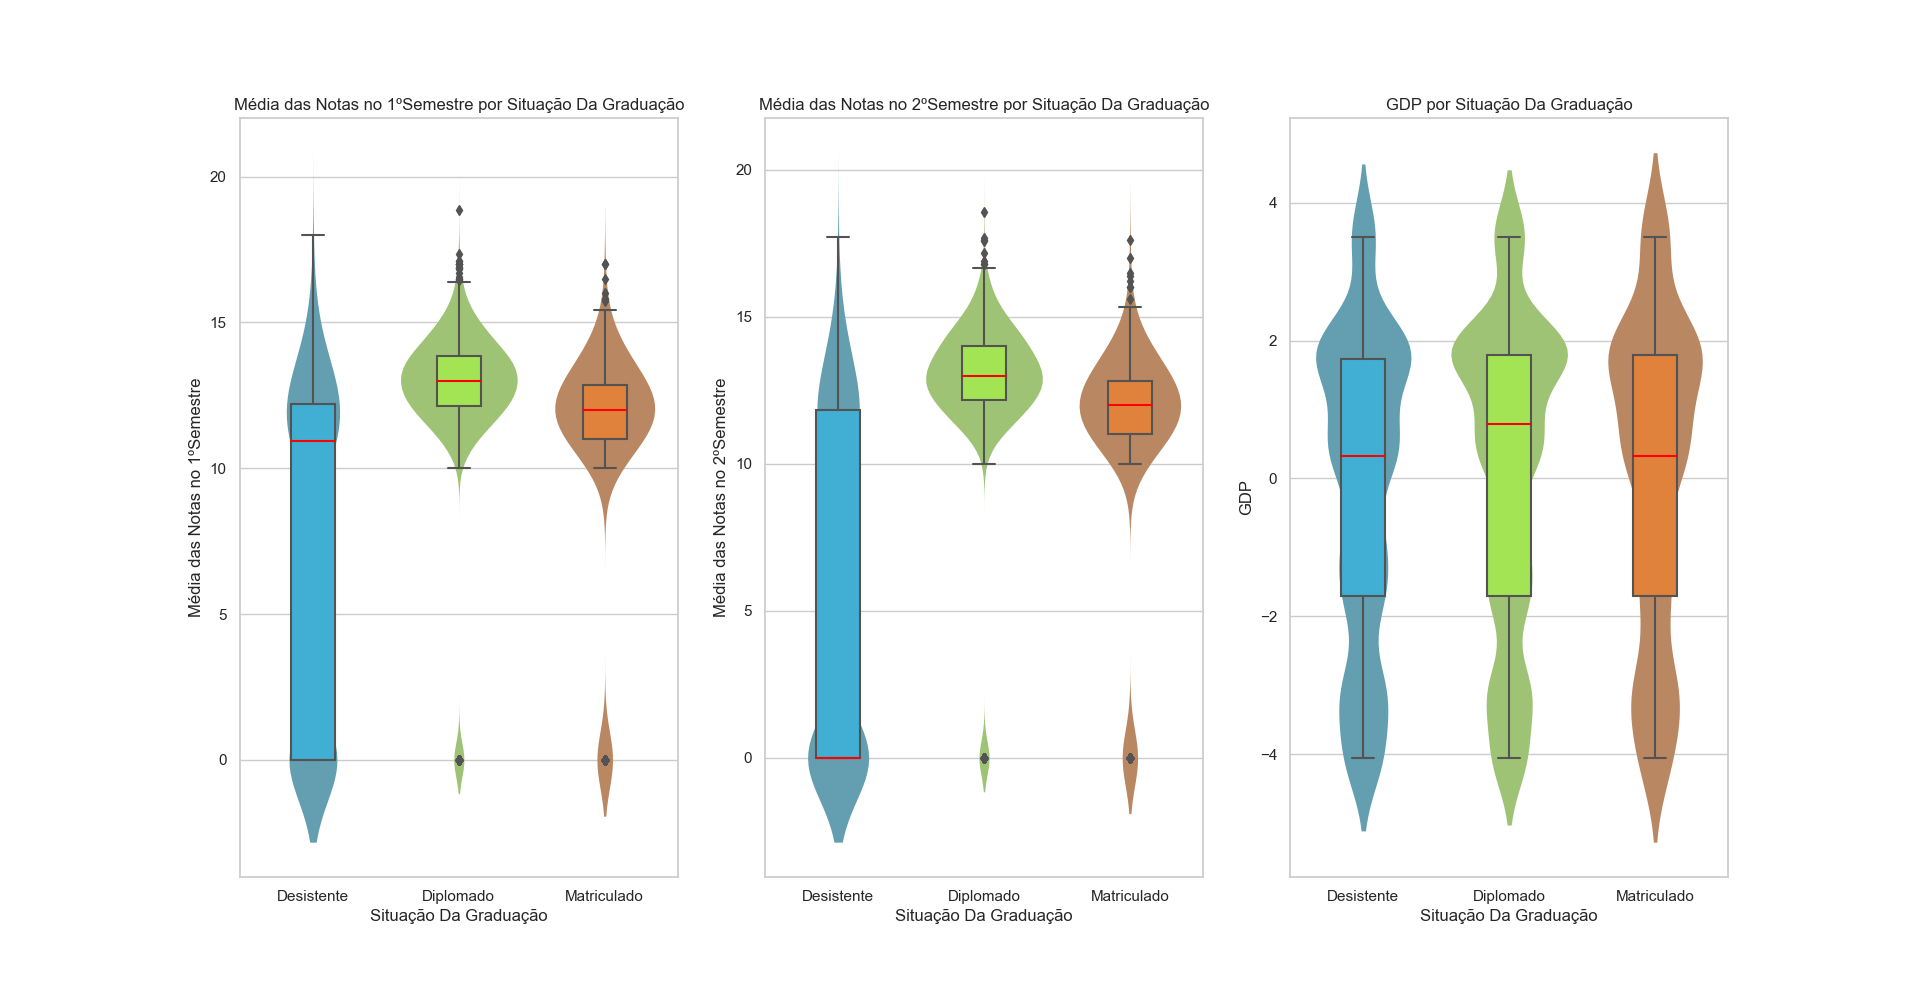 Média das Notas no 1ºSemestre por Situação Da Graduação
Média das Notas no 1ºSemestre
20
15
10
5
0
Desistente Diplomado Matriculado
Situação Da Graduação
Média das Notas no 2ºSemestre por Situação Da Graduação
Média das Notas no 2ºSemestre
20
15
10
5
0
Desistente Diplomado Matriculado
Situação Da Graduação
GDP por Situação Da Graduação
GDP
4
2
0
−2
−4
Desistente Diplomado Matriculado
Situação Da Graduação